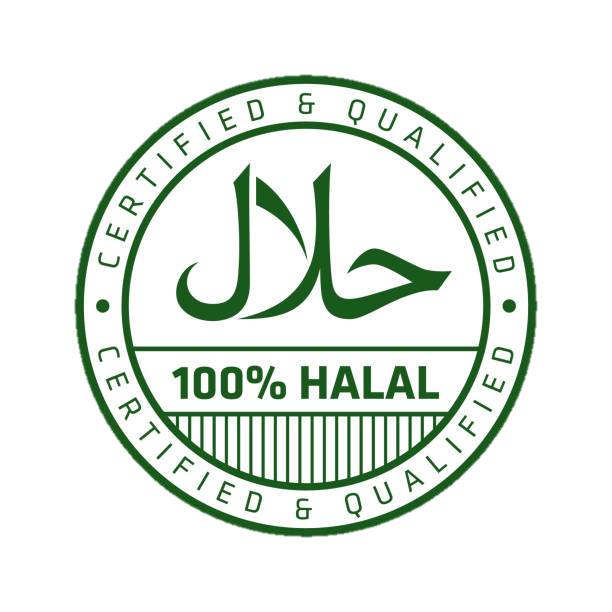 CERTIFIED & QUALIFIED
حلال
100% HALAL
CERTIFIED & QUALIFIED